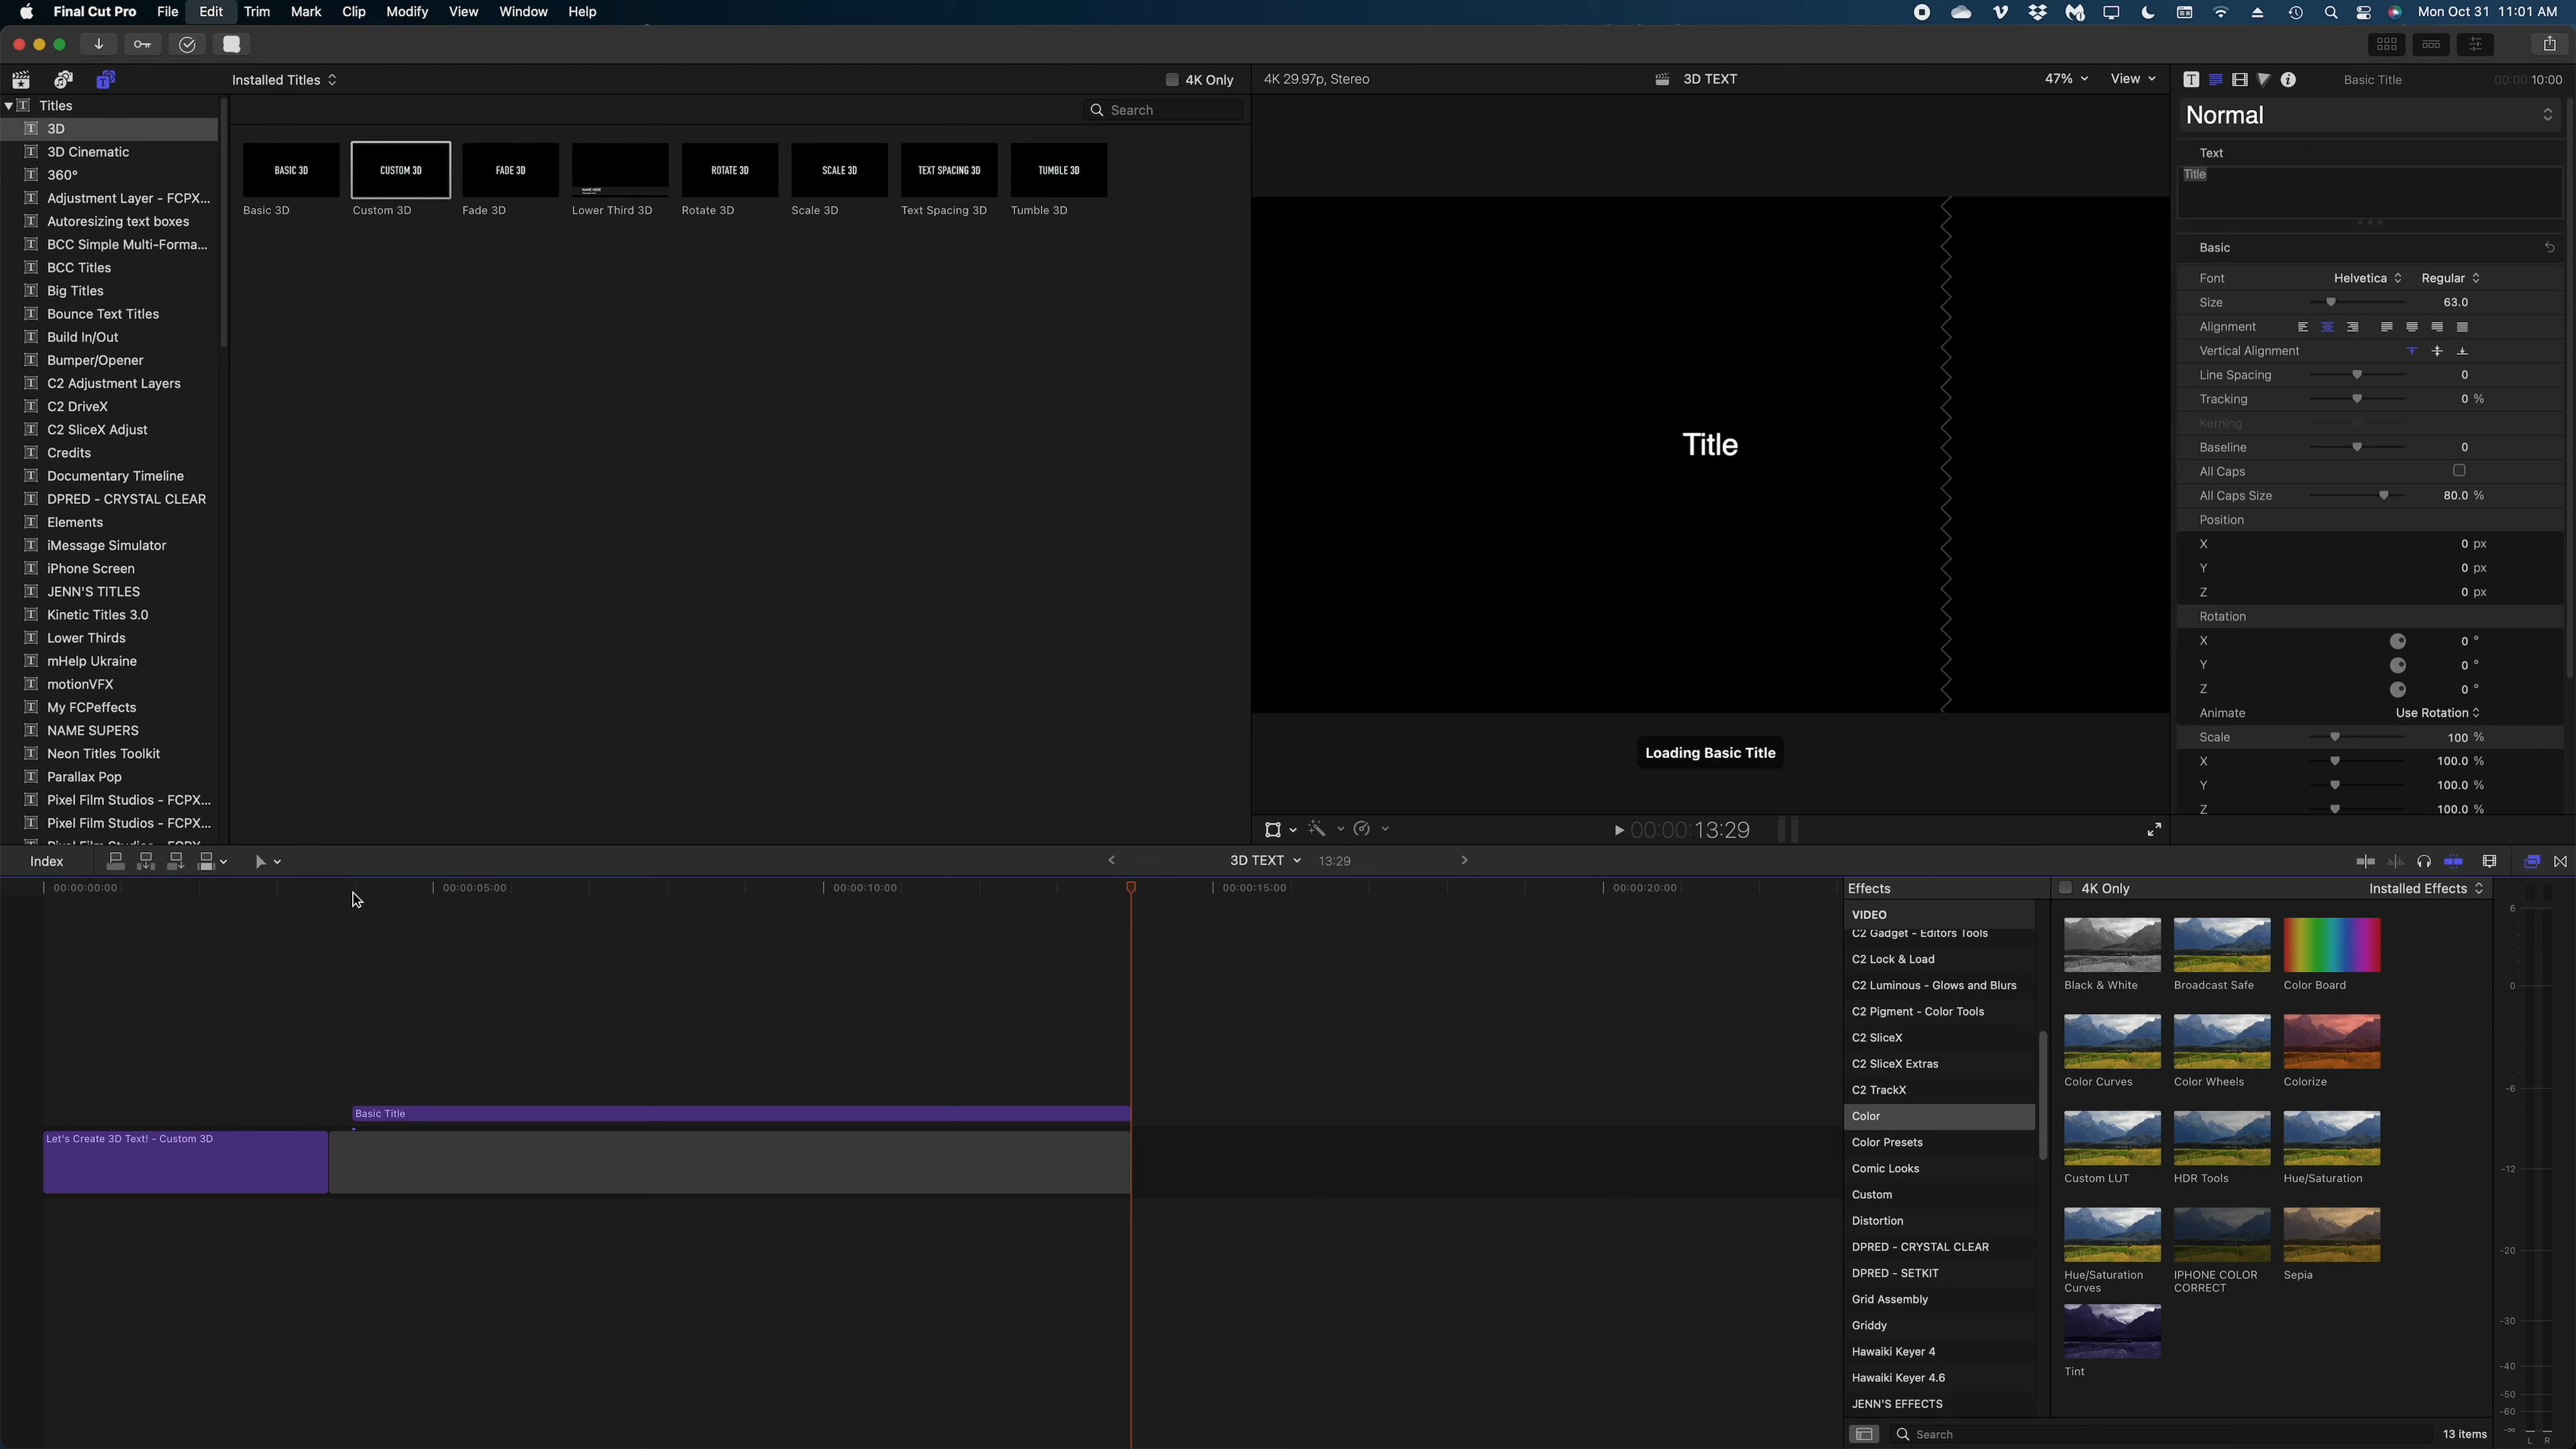 Final Cut Pro File Edit Trim Mark Clip Modify View Window Help Mon Oct 31 11:01 AM
Installed Titles 4K Only
4K 29.97p, Stereo 3D TEXT 47% View
Basic Title 00:00:10:00
Titles
3D
3D Cinematic
360°
Adjustment Layer - FCPX...
Autoresizing text boxes
BCC Simple Multi-Forma...
BCC Titles
Big Titles
Bounce Text Titles
Build In/Out
Bumper/Opener
C2 Adjustment Layers
C2 DriveX
C2 SliceX Adjust
Credits
Documentary Timeline
DPRED - CRYSTAL CLEAR
Elements
iMessage Simulator
iPhone Screen
JENN'S TITLES
Kinetic Titles 3.0
Lower Thirds
mHelp Ukraine
motionVFX
My FCPeffects
NAME SUPERS
Neon Titles Toolkit
Parallax Pop
Pixel Film Studios - FCPX...
Pixel Film Studios - FCPX...
Search
BASIC 3D CUSTOM 3D FADE 3D NAME HERE ROTATE 3D SCALE 3D TEXT SPACING 3D TUMBLE 3D
Basic 3D Custom 3D Fade 3D Lower Third 3D Rotate 3D Scale 3D Text Spacing 3D Tumble 3D
Title
Loading Basic Title
00:00:13:29
Normal
Text
Title
Basic
Font Helvetica Regular
Size 63.0
Alignment
Vertical Alignment
Line Spacing 0
Tracking 0 %
Kerning
Baseline 0
All Caps
All Caps Size 80.0 %
Position
X 0 px
Y 0 px
Z 0 px
Rotation
X 0 °
Y 0 °
Z 0 °
Animate Use Rotation
Scale 100 %
X 100.0 %
Y 100.0 %
Z 100.0 %
Index 3D TEXT 13:29
00:00:00:00 00:00:05:00 00:00:10:00 00:00:15:00 00:00:20:00
Basic Title
Let's Create 3D Text! - Custom 3D
Effects 4K Only Installed Effects
VIDEO
C2 Gadget - Editors Tools
C2 Lock & Load
C2 Luminous - Glows and Blurs
C2 Pigment - Color Tools
C2 SliceX
C2 SliceX Extras
C2 TrackX
Color
Color Presets
Comic Looks
Custom
Distortion
DPRED - CRYSTAL CLEAR
DPRED - SETKIT
Grid Assembly
Griddy
Hawaiki Keyer 4
Hawaiki Keyer 4.6
JENN'S EFFECTS
Black & White Broadcast Safe Color Board
Color Curves Color Wheels Colorize
Custom LUT HDR Tools Hue/Saturation
Hue/Saturation Curves IPHONE COLOR CORRECT Sepia
Tint
Search 13 items
6
0
-6
-12
-20
-30
-40
-50
-60
-∞
L R